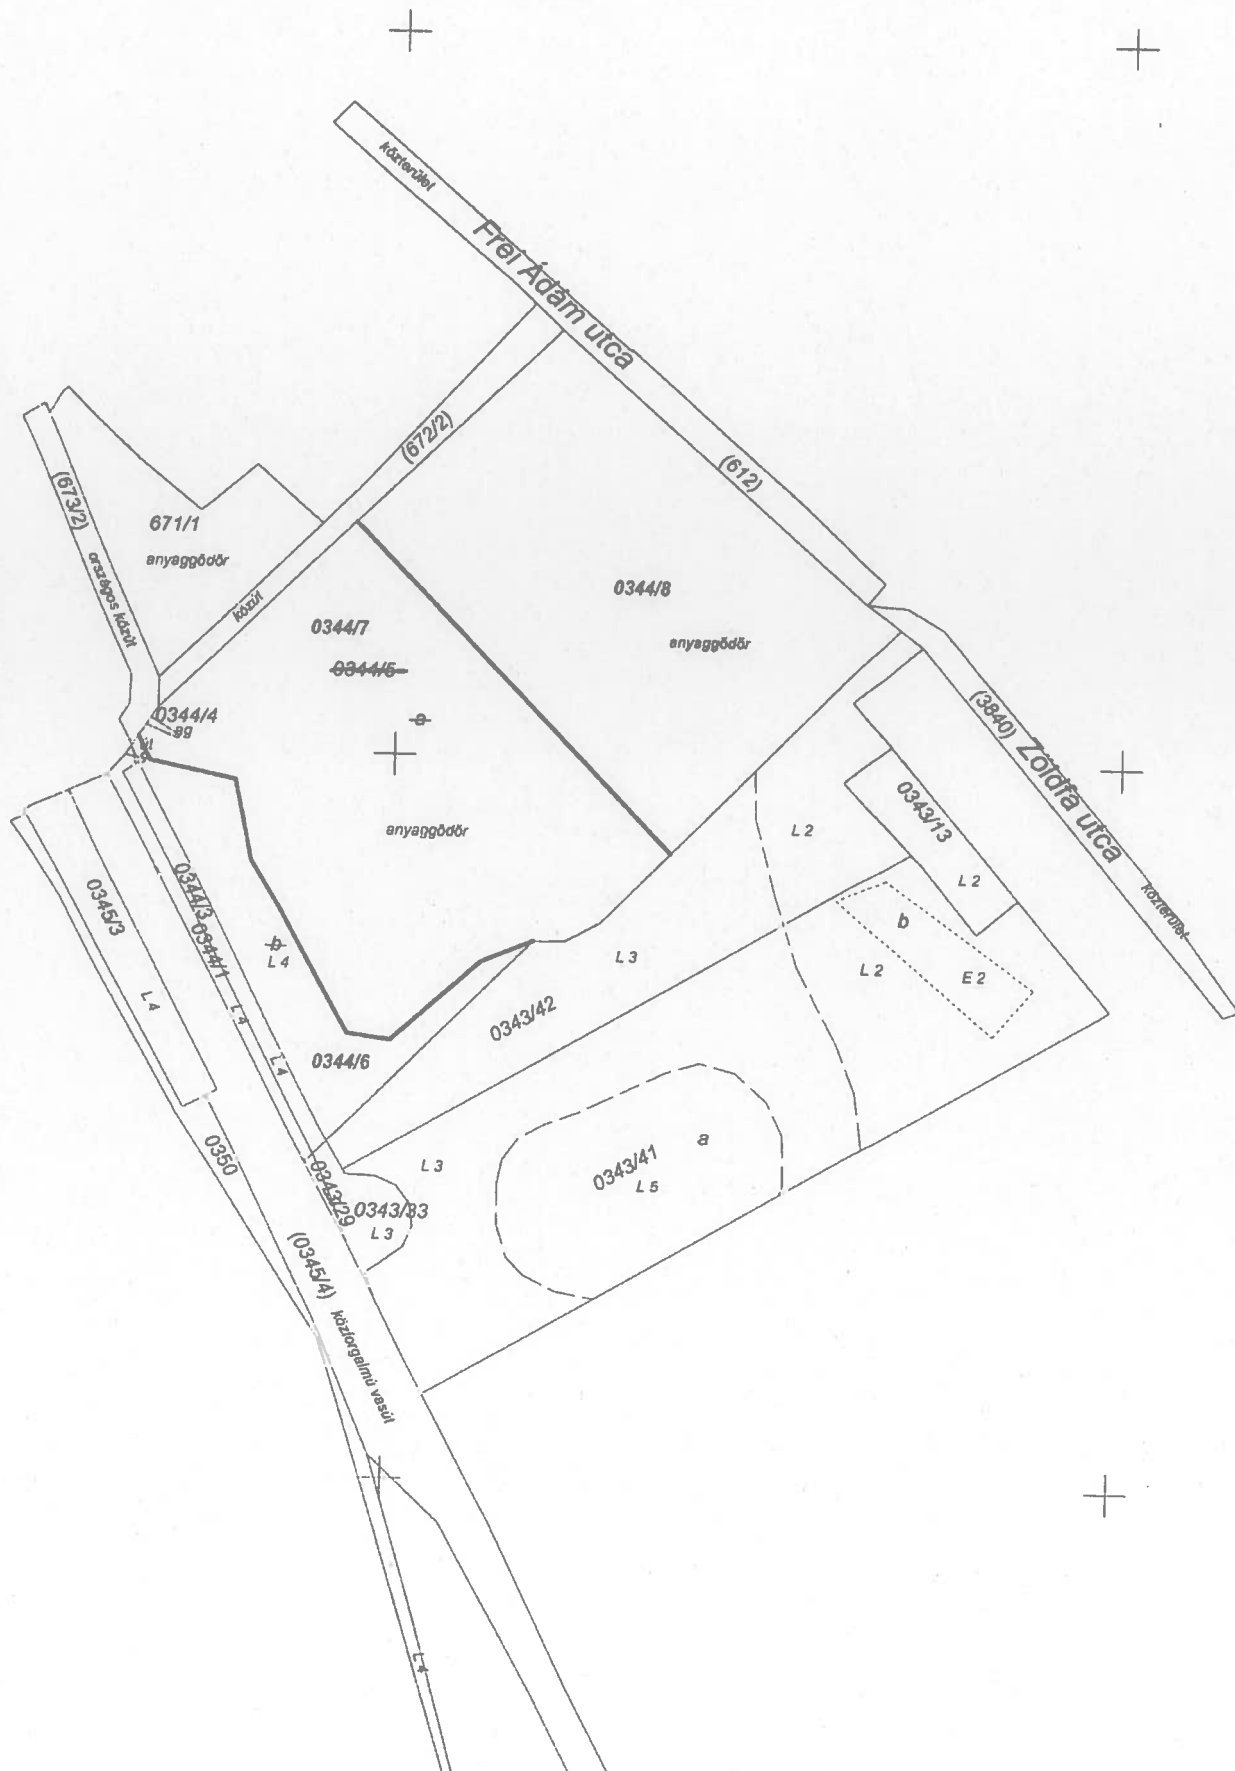 közterület
Frei Ádám utca
(672/2)
(612)
(673/2)
671/1
országos közút
anyaggödör
közút
0344/7
0344/8
0344/5
anyaggödör
0344/4
a
ag
út
(3840) Zöldfa utca
0343/13
anyaggödör
L 2
L 2
közterület
0345/3
0344/3
0344/1
b
L 4
b
L 3
L 2
E 2
L 4
L 4
0343/42
0344/6
L 4
0350
L 3
a
0343/41
L 5
0343/29
0343/33
L 3
(0345/4)
közforgalmú vasút
L 4